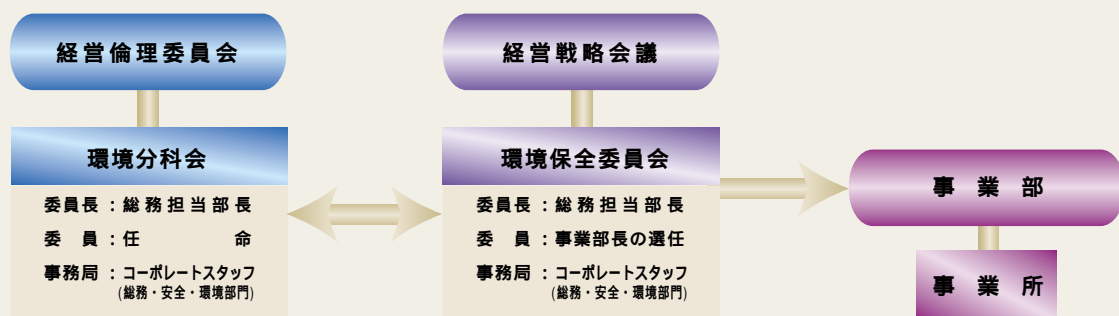 経営倫理委員会
環境分科会
委員長：総務担当部長
委　員：任　　　命
事務局：コーポレートスタッフ
(総務・安全・環境部門)
経営戦略会議
環境保全委員会
委員長：総務担当部長
委　員：事業部長の選任
事務局：コーポレートスタッフ
(総務・安全・環境部門)
事業部
事業所